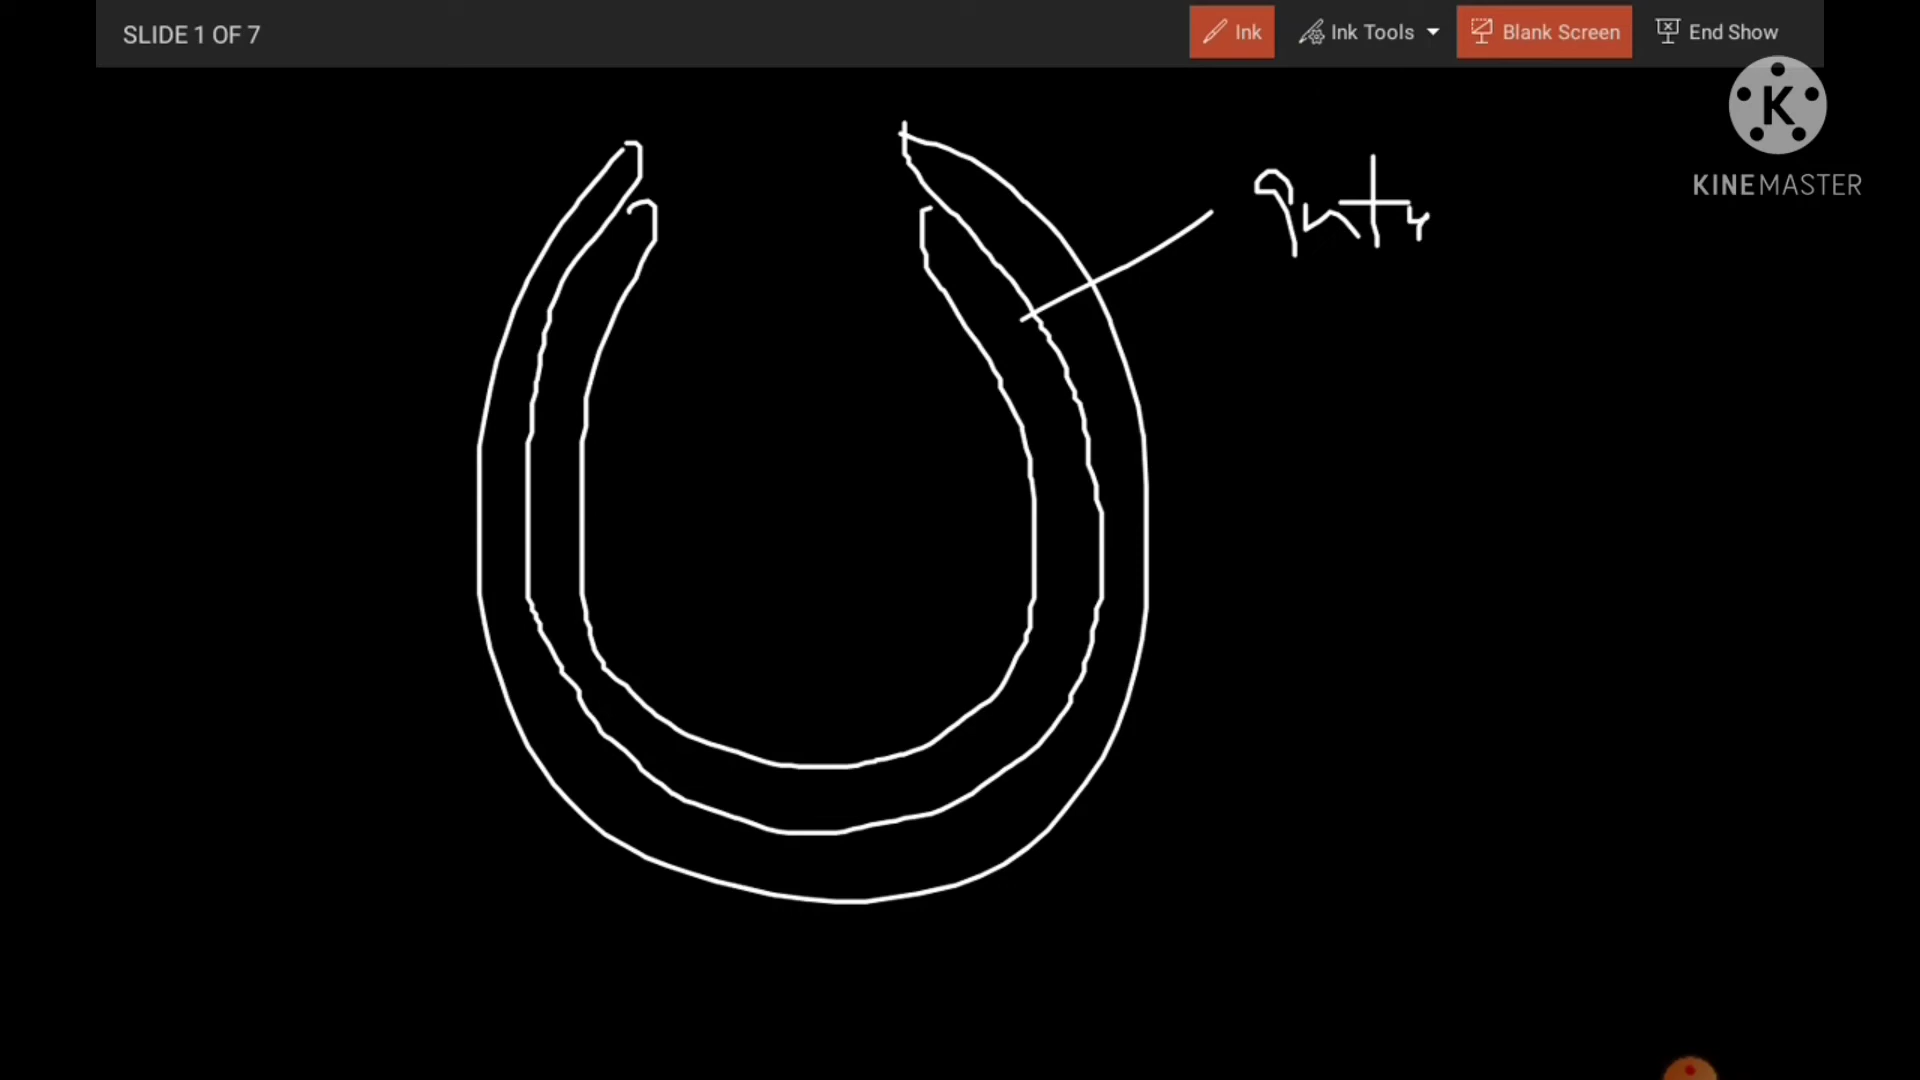 SLIDE 1 OF 7
Ink
Ink Tools
Blank Screen
End Show
K
KINEMASTER